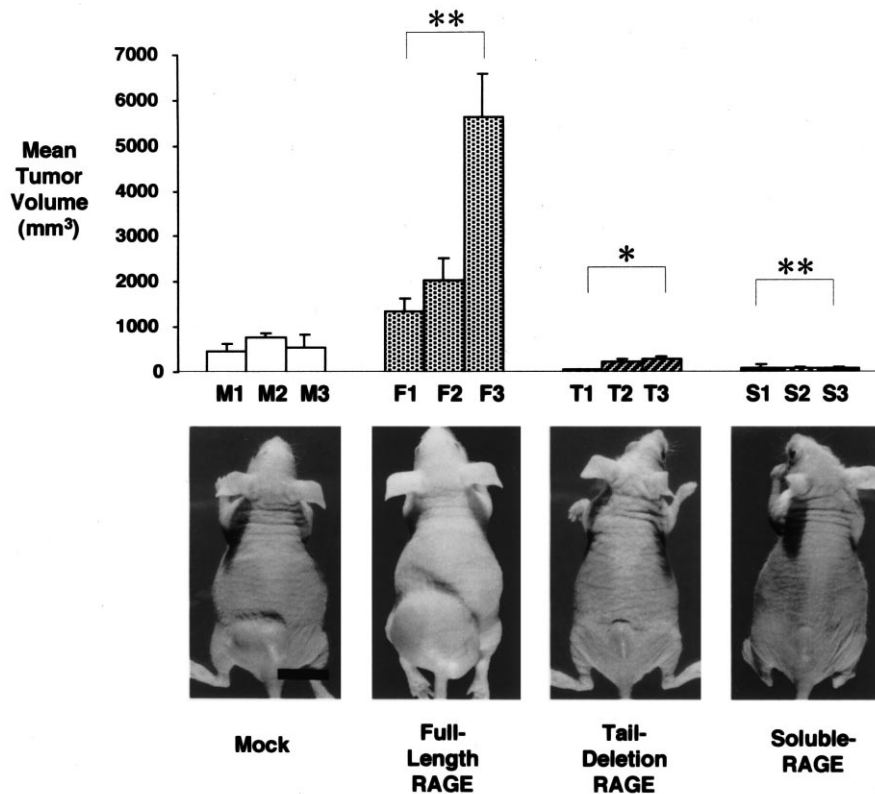 **
7000
6000
5000
4000
3000
2000
1000
0
Mean
Tumor
Volume
(mm³)
*
**
M1 M2 M3
F1 F2 F3
T1 T2 T3
S1 S2 S3
Mock
Full-
Length
RAGE
Tail-
Deletion
RAGE
Soluble-
RAGE